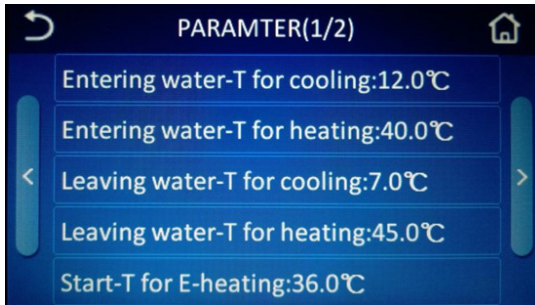 PARAMTER(1/2)
Entering water-T for cooling:12.0℃
Entering water-T for heating:40.0℃
Leaving water-T for cooling:7.0℃
Leaving water-T for heating:45.0℃
Start-T for E-heating:36.0℃